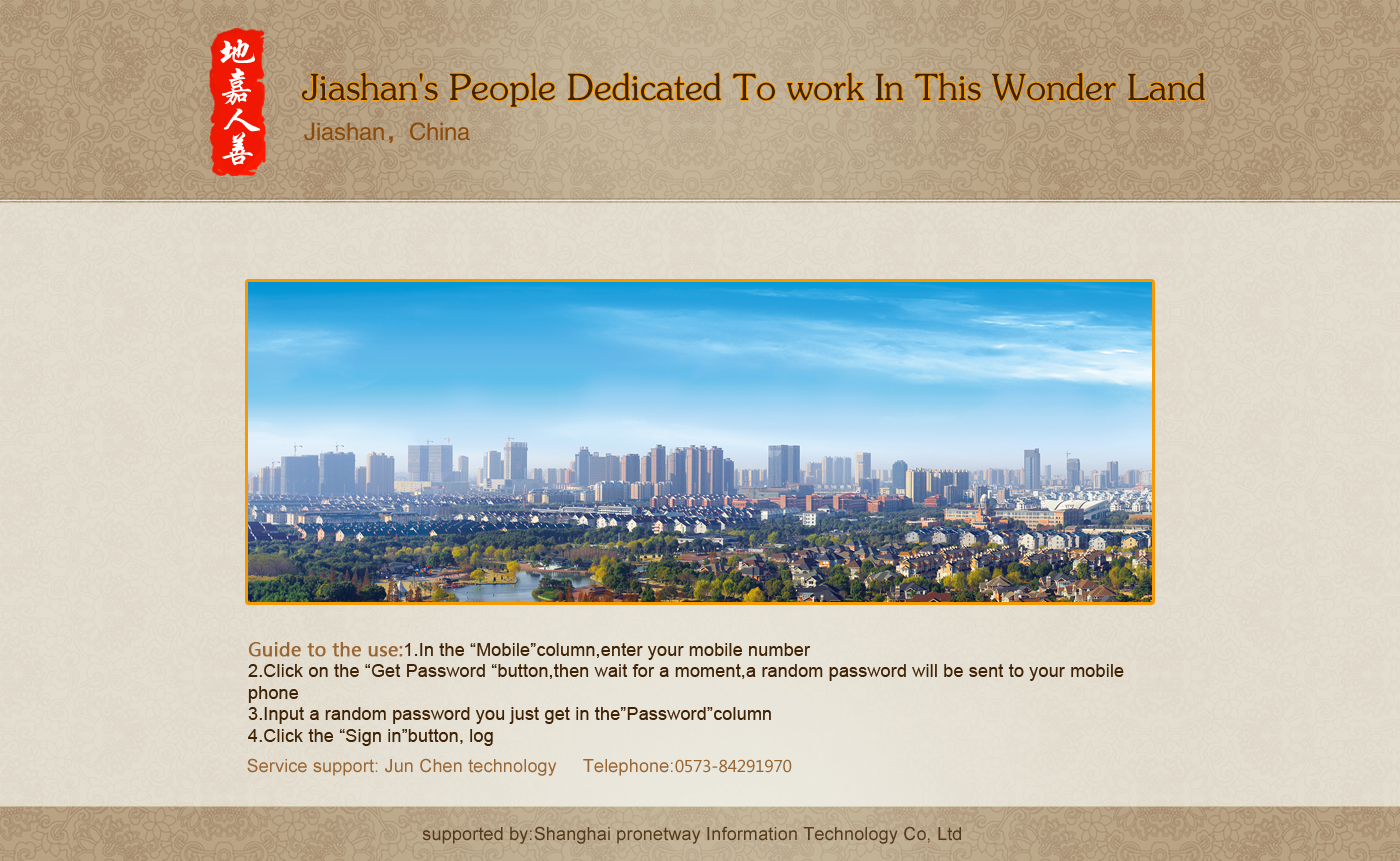 地
嘉
人
善
Jiashan's People Dedicated To work In This Wonder Land
Jiashan，China
Guide to the use:1.In the “Mobile”column,enter your mobile number
2.Click on the “Get Password “button,then wait for a moment,a random password will be sent to your mobile
phone
3.Input a random password you just get in the”Password”column
4.Click the “Sign in”button, log
Service support: Jun Chen technology Telephone:0573-84291970
supported by:Shanghai pronetway Information Technology Co, Ltd